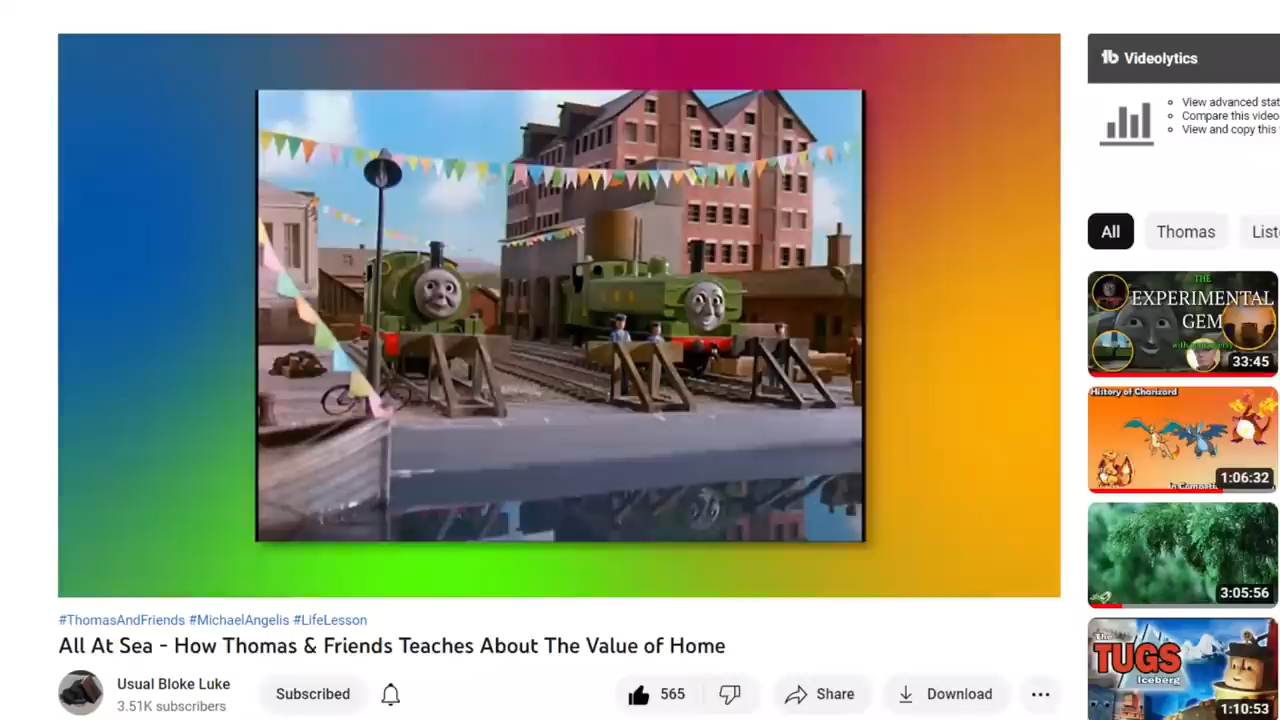 Videolytics
View advanced stat
Compare this video
View and copy this
All
Thomas
List
THE
EXPERIMENTAL
GEM
33:45
History of Charizard
1:06:32
3:05:56
The
TUGS
Iceberg
1:10:53
#ThomasAndFriends #MichaelAngelis #LifeLesson
All At Sea - How Thomas & Friends Teaches About The Value of Home
Usual Bloke Luke
3.51K subscribers
Subscribed
565
Share
Download